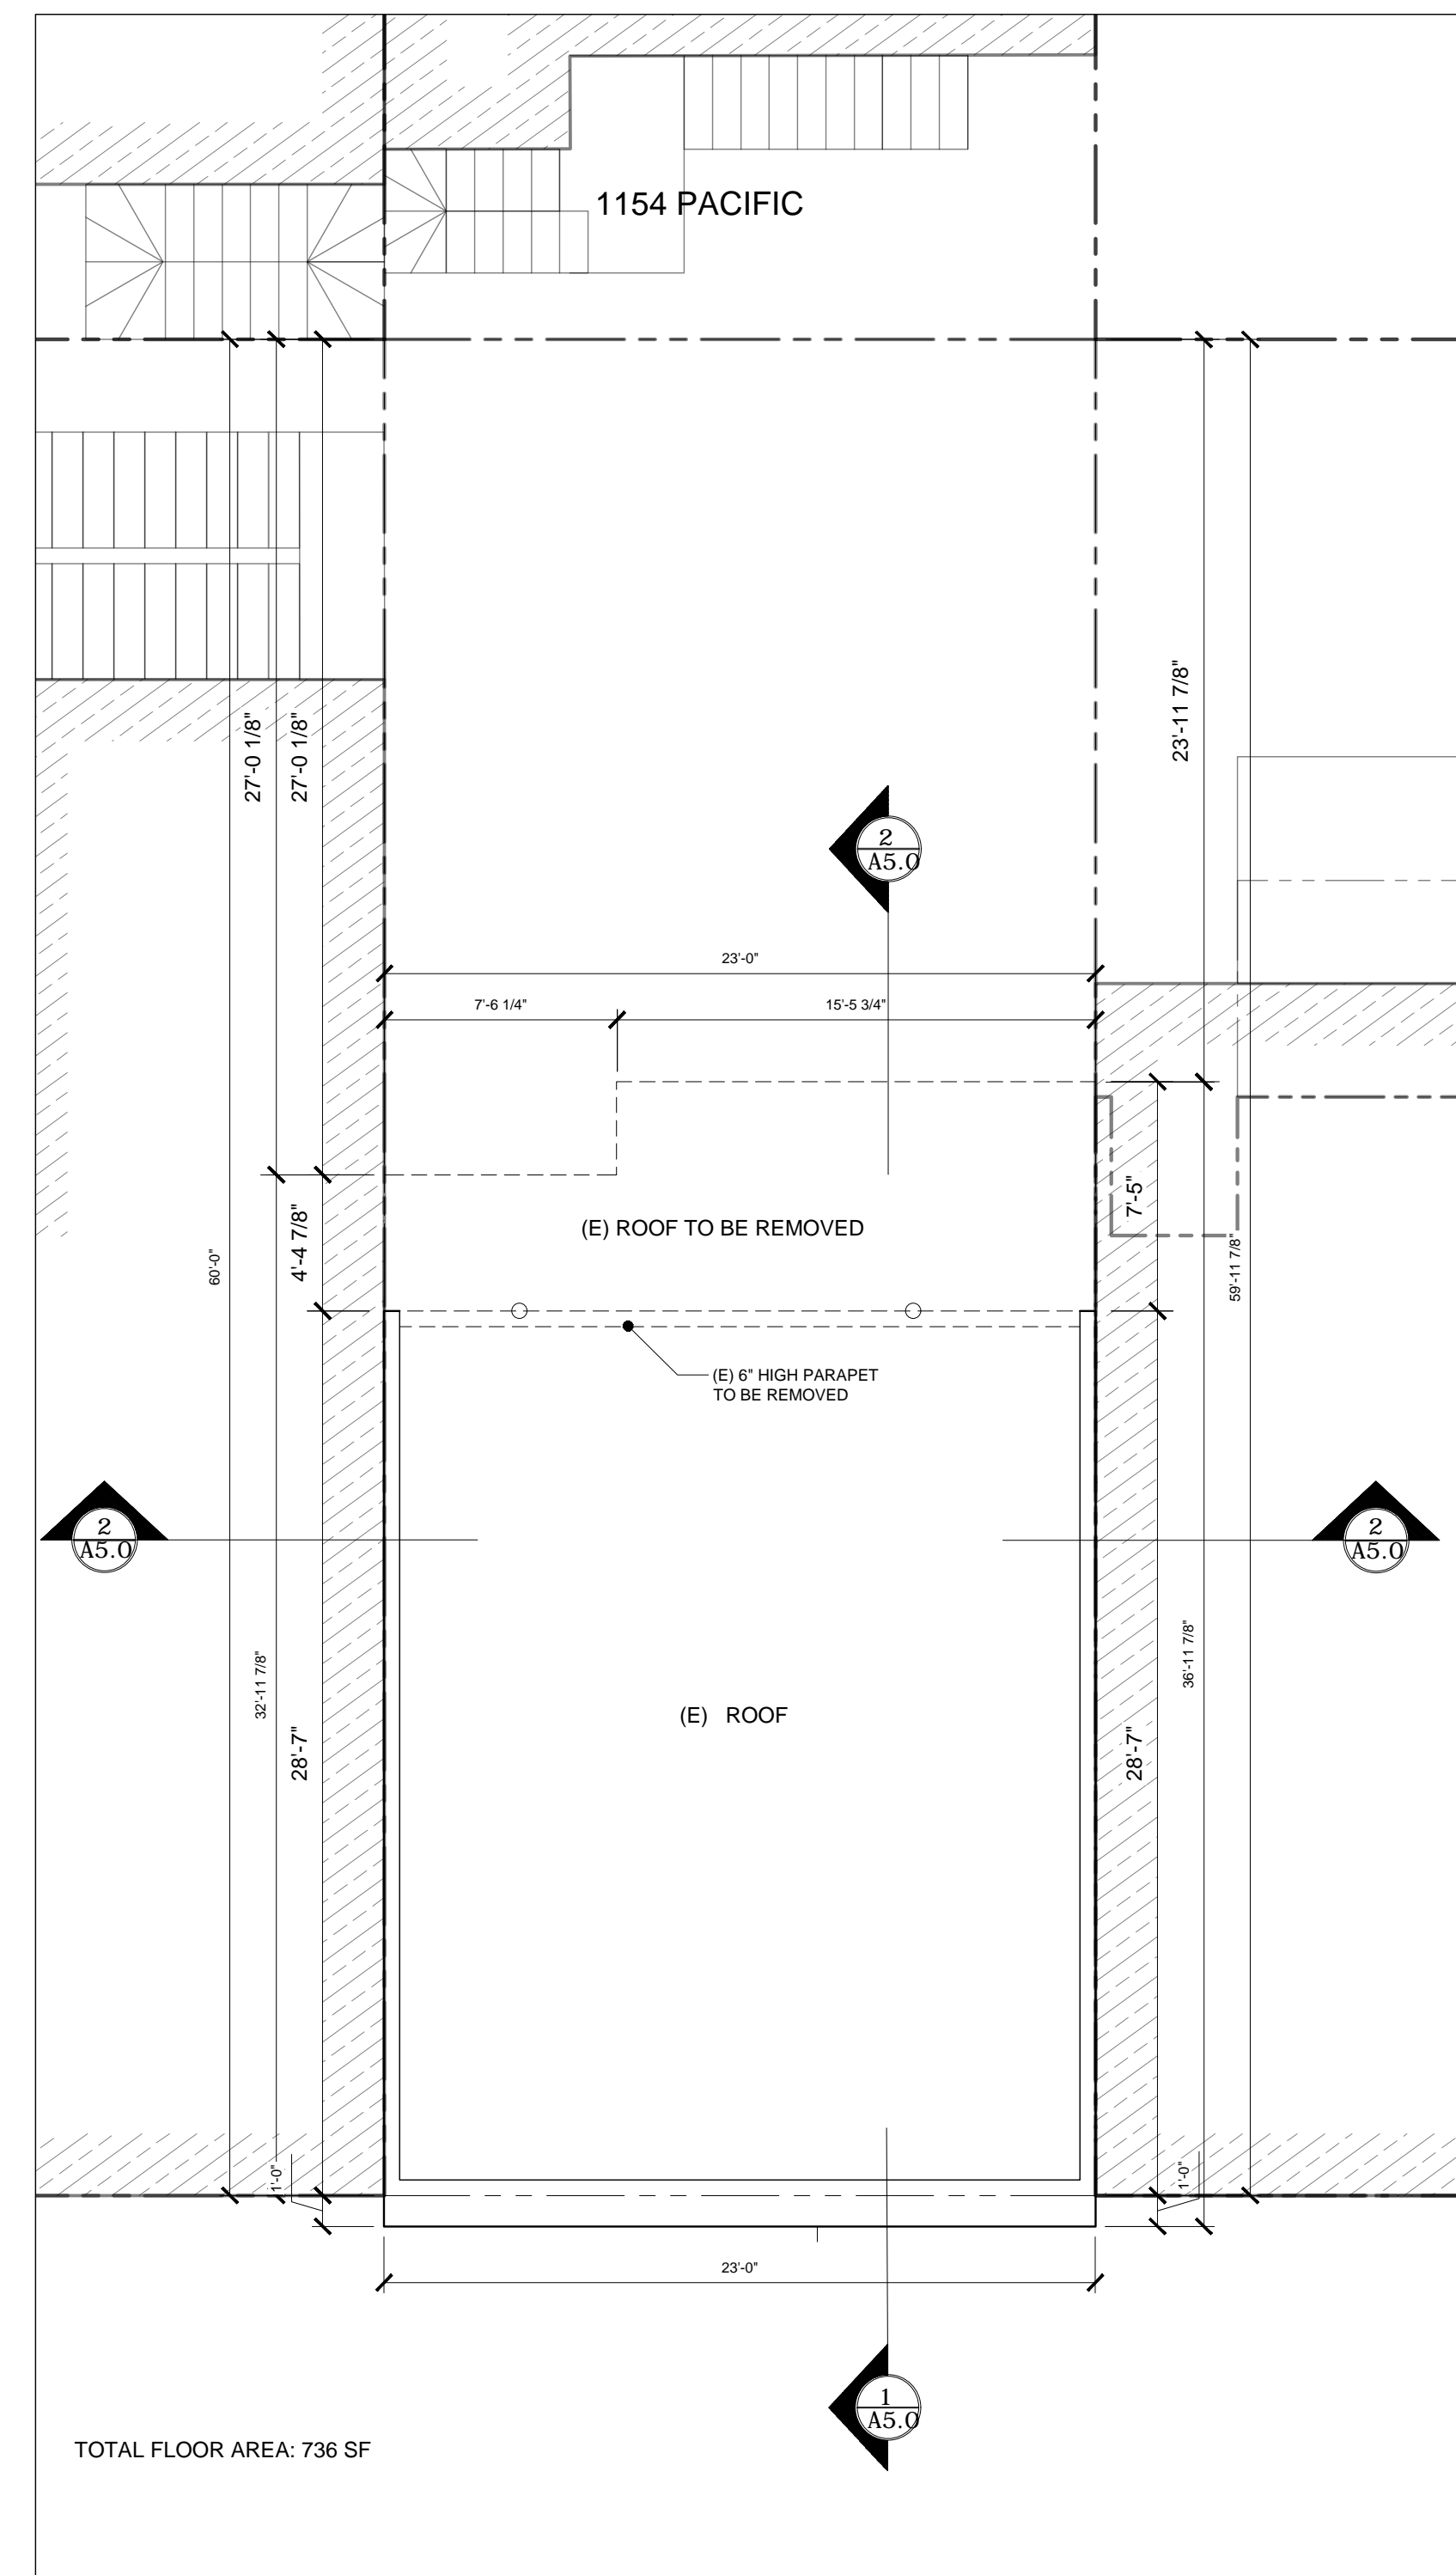 1154 PACIFIC
27'-0 1/8"
27'-0 1/8"
23'-11 7/8"
2
A5.0
23'-0"
7'-6 1/4"
15'-5 3/4"
7'-5"
(E) ROOF TO BE REMOVED
4'-4 7/8"
60'-0"
59'-11 7/8"
(E) 6" HIGH PARAPET
TO BE REMOVED
2
A5.0
2
A5.0
32'-11 7/8"
36'-11 7/8"
28'-7"
(E) ROOF
28'-7"
1'-0"
1'-0"
23'-0"
1
A5.0
TOTAL FLOOR AREA: 736 SF